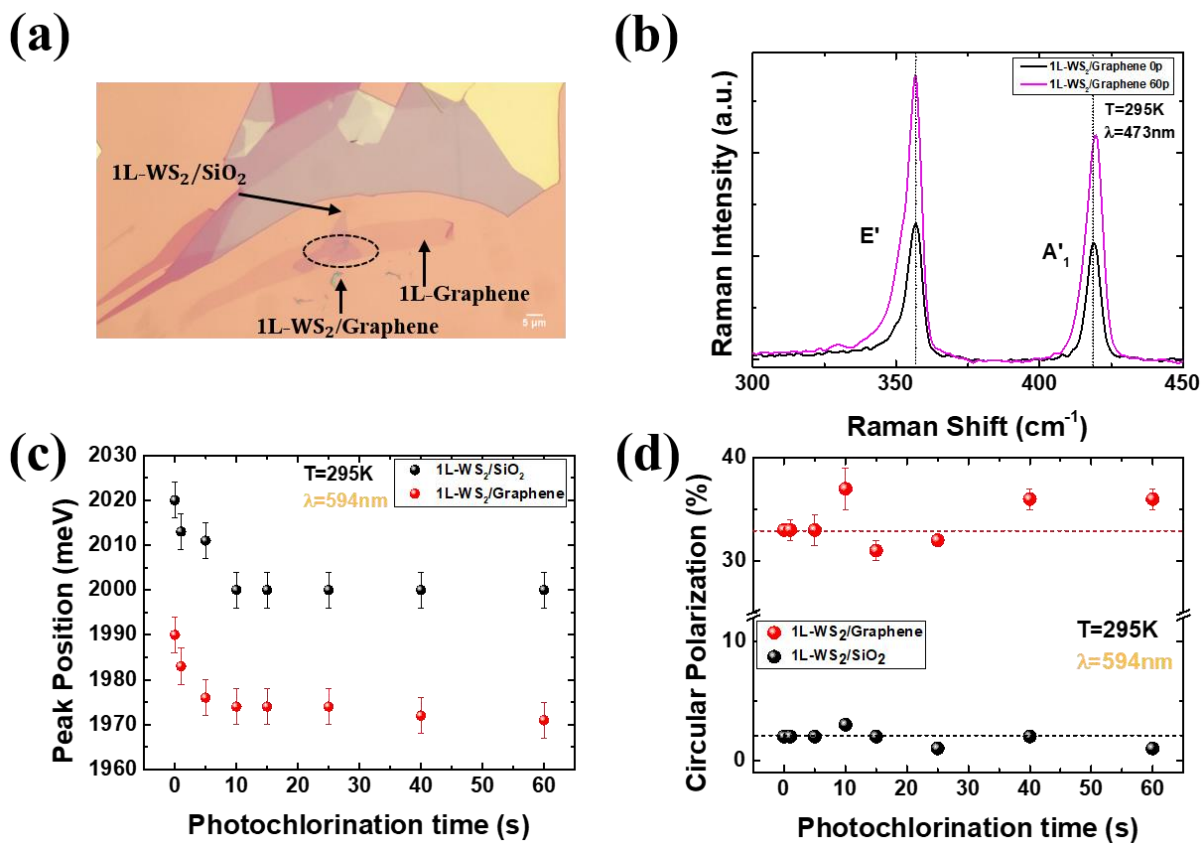 (a)
1L-WS₂/SiO₂
1L-Graphene
1L-WS₂/Graphene
5 μm
(b)
Raman Intensity (a.u.)
1L-WS₂/Graphene 0p
1L-WS₂/Graphene 60p
T=295K
λ=473nm
E'
A'₁
300 350 400 450
Raman Shift (cm⁻¹)
(c)
Peak Position (meV)
2030
2020
2010
2000
1990
1980
1970
1960
T=295K
λ=594nm
1L-WS₂/SiO₂
1L-WS₂/Graphene
0 10 20 30 40 50 60
Photochlorination time (s)
(d)
Circular Polarization (%)
40
30
10
0
1L-WS₂/Graphene
1L-WS₂/SiO₂
T=295K
λ=594nm
0 10 20 30 40 50 60
Photochlorination time (s)